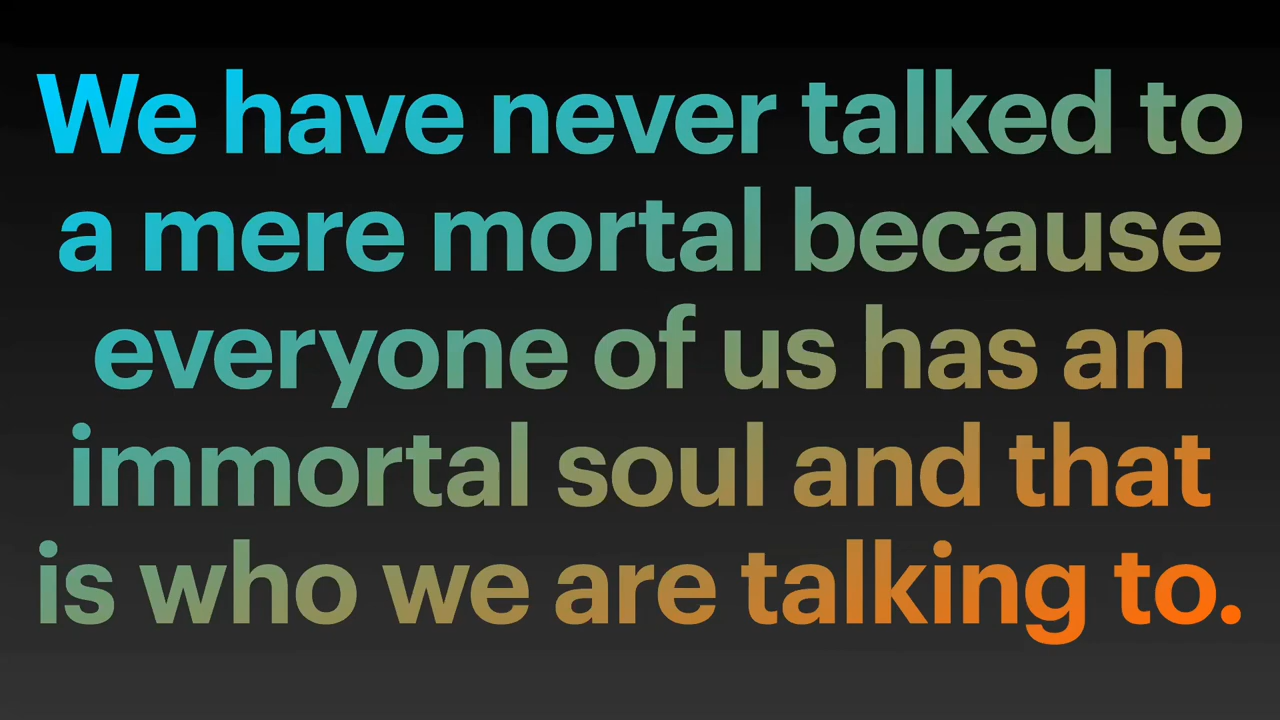 We have never talked to
a mere mortal because
everyone of us has an
immortal soul and that
is who we are talking to.